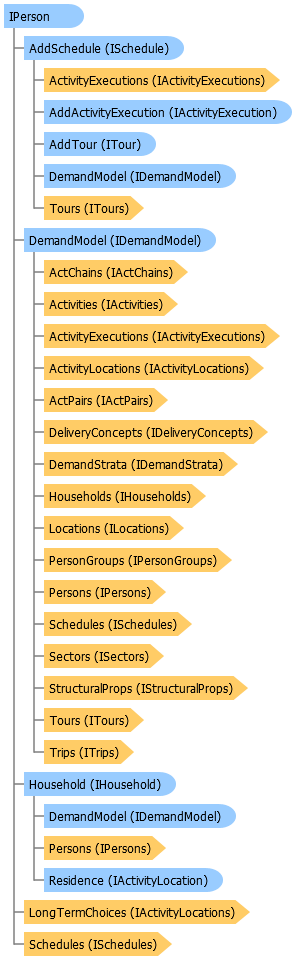 IPerson
AddSchedule (ISchedule)
ActivityExecutions (IActivityExecutions)
AddActivityExecution (IActivityExecution)
AddTour (ITour)
DemandModel (IDemandModel)
Tours (ITours)
DemandModel (IDemandModel)
ActChains (IActChains)
Activities (IActivities)
ActivityExecutions (IActivityExecutions)
ActivityLocations (IActivityLocations)
ActPairs (IActPairs)
DeliveryConcepts (IDeliveryConcepts)
DemandStrata (IDemandStrata)
Households (IHouseholds)
Locations (ILocations)
PersonGroups (IPersonGroups)
Persons (IPersons)
Schedules (ISchedules)
Sectors (ISectors)
StructuralProps (IStructuralProps)
Tours (ITours)
Trips (ITrips)
Household (IHousehold)
DemandModel (IDemandModel)
Persons (IPersons)
Residence (IActivityLocation)
LongTermChoices (IActivityLocations)
Schedules (ISchedules)